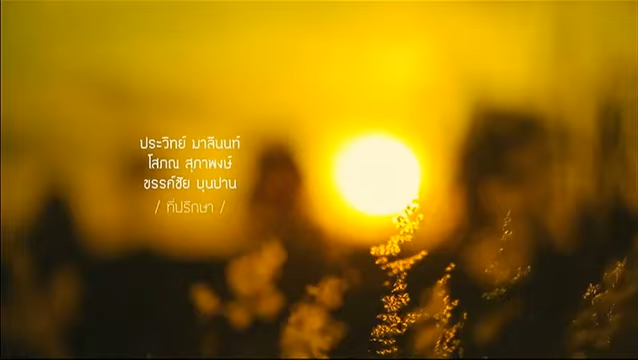 ประวิทย์ มาลีนนท์
โสภณ สุภาพงษ์
ขรรค์ชัย บุนปาน
/ ที่ปรึกษา /